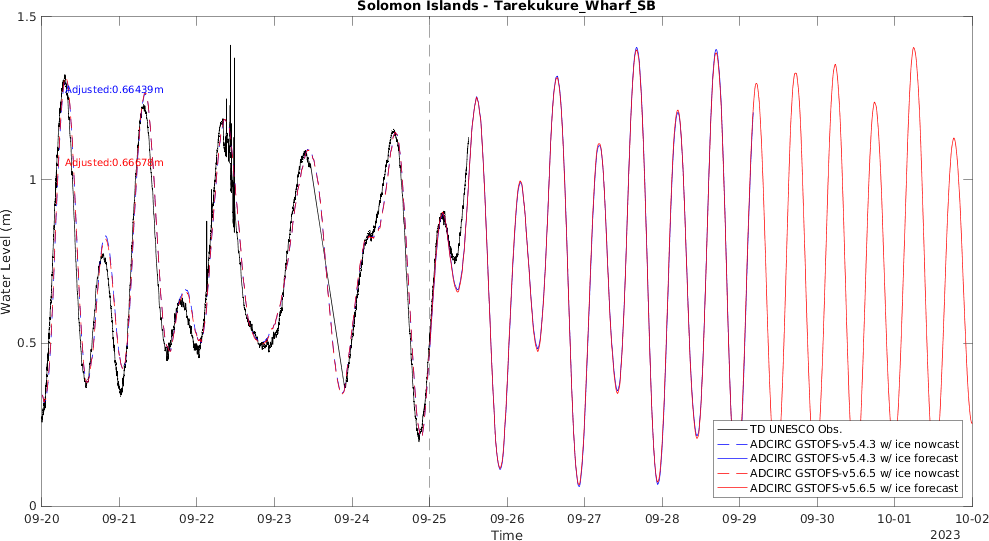 Solomon Islands - Tarekukure_Wharf_SB
1.5
1
0.5
0
Water Level (m)
Adjusted:0.66439m
Adjusted:0.66678m
TD UNESCO Obs.
ADCIRC GSTOFS-v5.4.3 w/ ice nowcast
ADCIRC GSTOFS-v5.4.3 w/ ice forecast
ADCIRC GSTOFS-v5.6.5 w/ ice nowcast
ADCIRC GSTOFS-v5.6.5 w/ ice forecast
09-20 09-21 09-22 09-23 09-24 09-25 09-26 09-27 09-28 09-29 09-30 10-01 10-02
Time
2023